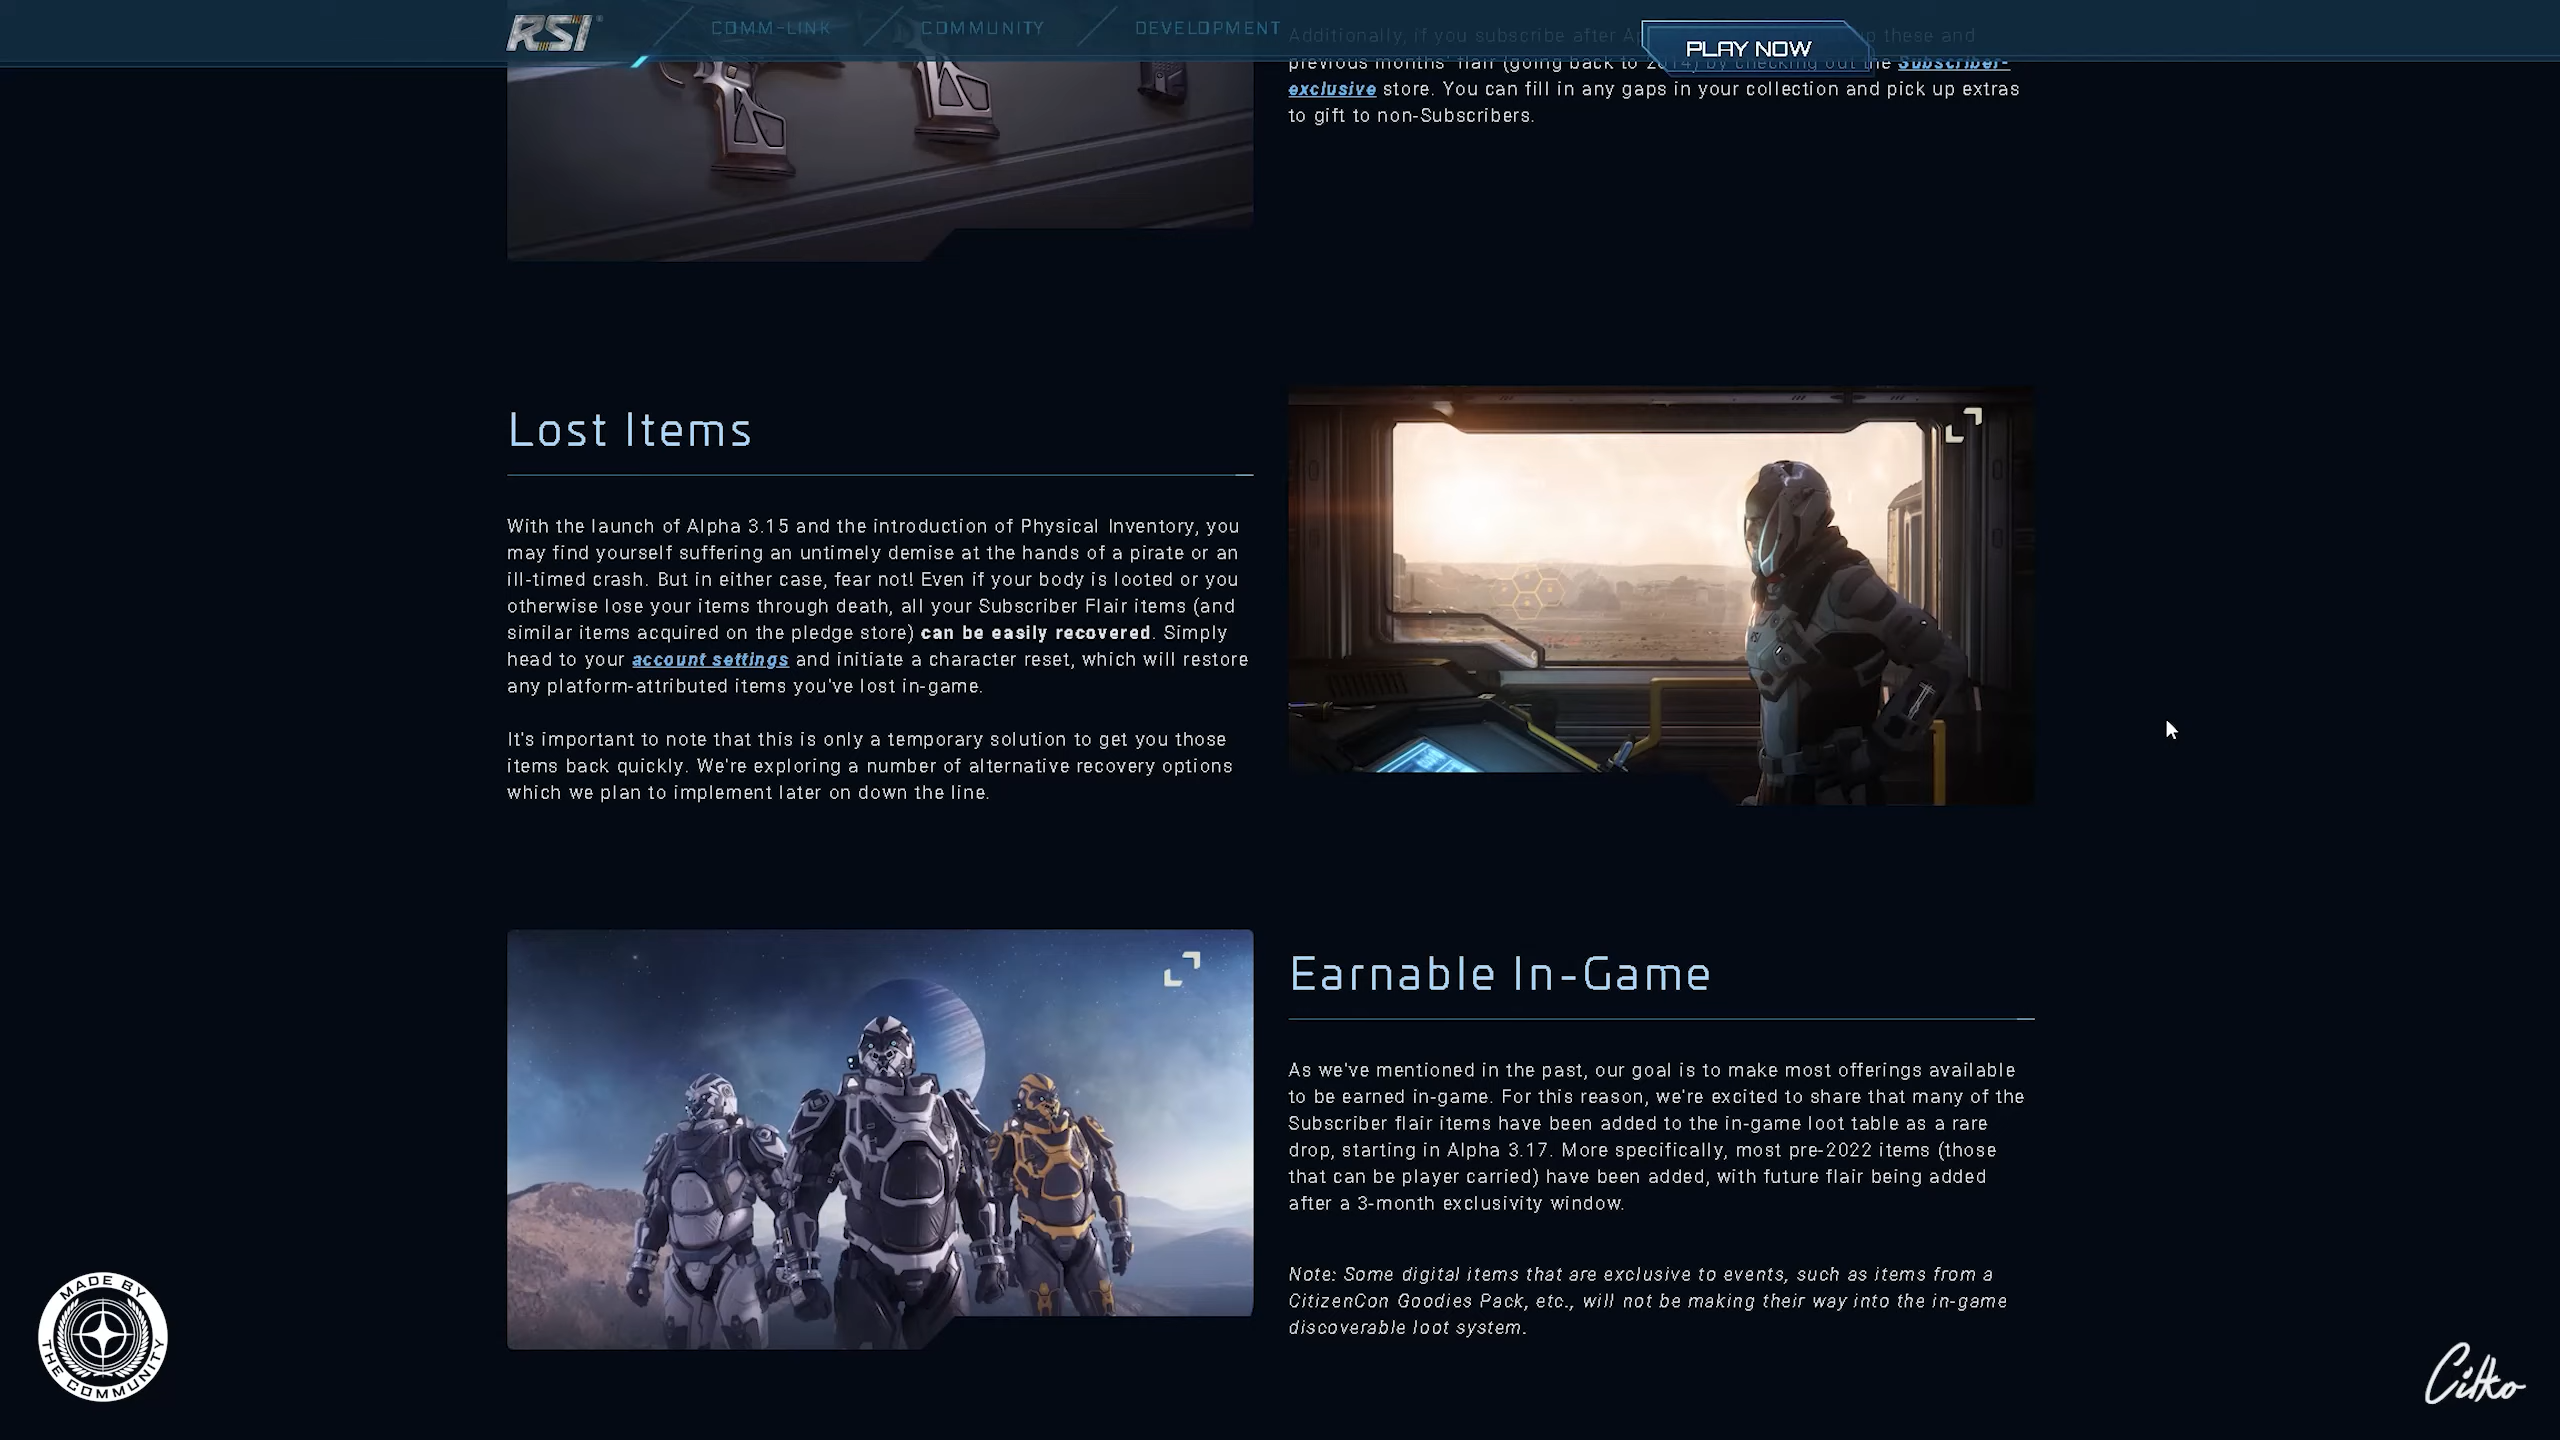 RSI
COMM-LINK
COMMUNITY
DEVELOPMENT
PLAY NOW
Additionally, if you subscribe after these and
previous months' flair (going back to 2014) by checking out the Subscriber-
exclusive store. You can fill in any gaps in your collection and pick up extras
to gift to non-Subscribers.
Lost Items
With the launch of Alpha 3.15 and the introduction of Physical Inventory, you
may find yourself suffering an untimely demise at the hands of a pirate or an
ill-timed crash. But in either case, fear not! Even if your body is looted or you
otherwise lose your items through death, all your Subscriber Flair items (and
similar items acquired on the pledge store) can be easily recovered. Simply
head to your account settings and initiate a character reset, which will restore
any platform-attributed items you've lost in-game.
It's important to note that this is only a temporary solution to get you those
items back quickly. We're exploring a number of alternative recovery options
which we plan to implement later on down the line.
Earnable In-Game
As we've mentioned in the past, our goal is to make most offerings available
to be earned in-game. For this reason, we're excited to share that many of the
Subscriber flair items have been added to the in-game loot table as a rare
drop, starting in Alpha 3.17. More specifically, most pre-2022 items (those
that can be player carried) have been added, with future flair being added
after a 3-month exclusivity window.
Note: Some digital items that are exclusive to events, such as items from a
CitizenCon Goodies Pack, etc., will not be making their way into the in-game
discoverable loot system.
MADE BY
THE COMMUNITY